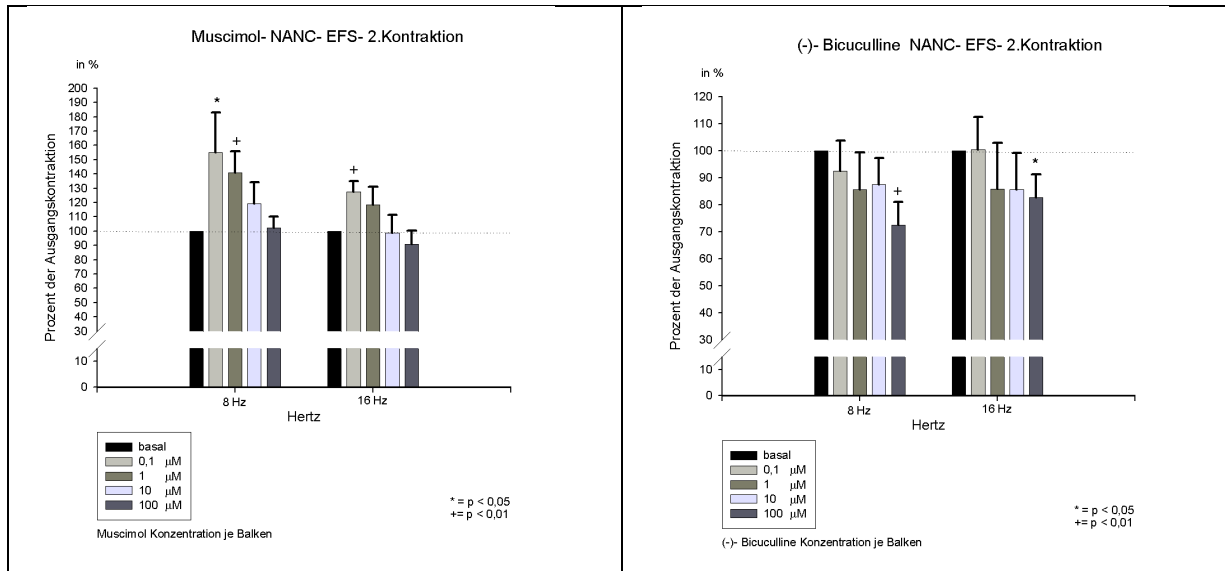 Muscimol- NANC- EFS- 2.Kontraktion
in %
Prozent der Ausgangskontraktion
200
190
180
170
160
150
140
130
120
110
100
90
80
70
60
50
40
30
10
0
*
+
+
8 Hz
16 Hz
Hertz
basal
0,1 µM
1 µM
10 µM
100 µM
* = p < 0,05
+= p < 0,01
Muscimol Konzentration je Balken
(-)- Bicuculline NANC- EFS- 2.Kontraktion
in %
Prozent der Ausgangskontraktion
120
110
100
90
80
70
60
50
40
30
10
0
+
*
8 Hz
16 Hz
Hertz
basal
0,1 µM
1 µM
10 µM
100 µM
* = p < 0,05
+= p < 0,01
(-)- Bicuculline Konzentration je Balken